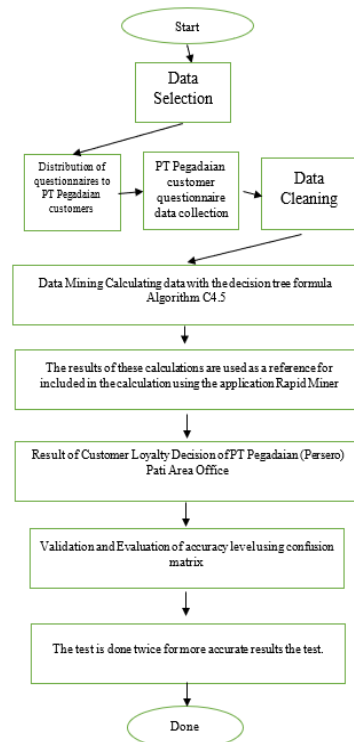 Start
Data
Selection
Distribution of
questionnaires to
PT Pegadaian
customers
PT Pegadaian
customer
questionnaire
data collection
Data
Cleaning
Data Mining Calculating data with the decision tree formula
Algorithm C4.5
The results of these calculations are used as a reference for
included in the calculation using the application Rapid Miner
Result of Customer Loyalty Decision of PT Pegadaian (Persero)
Pati Area Office
Validation and Evaluation of accuracy level using confusion
matrix
The test is done twice for more accurate results the test.
Done